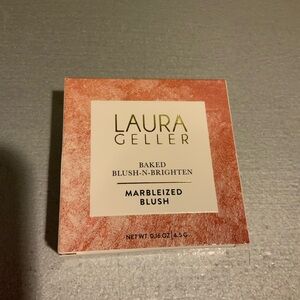 LAURA
GELLER
BAKED
BLUSH-N-BRIGHTEN
MARBLEIZED
BLUSH
NET WT. 0.16 OZ | 4.5 G